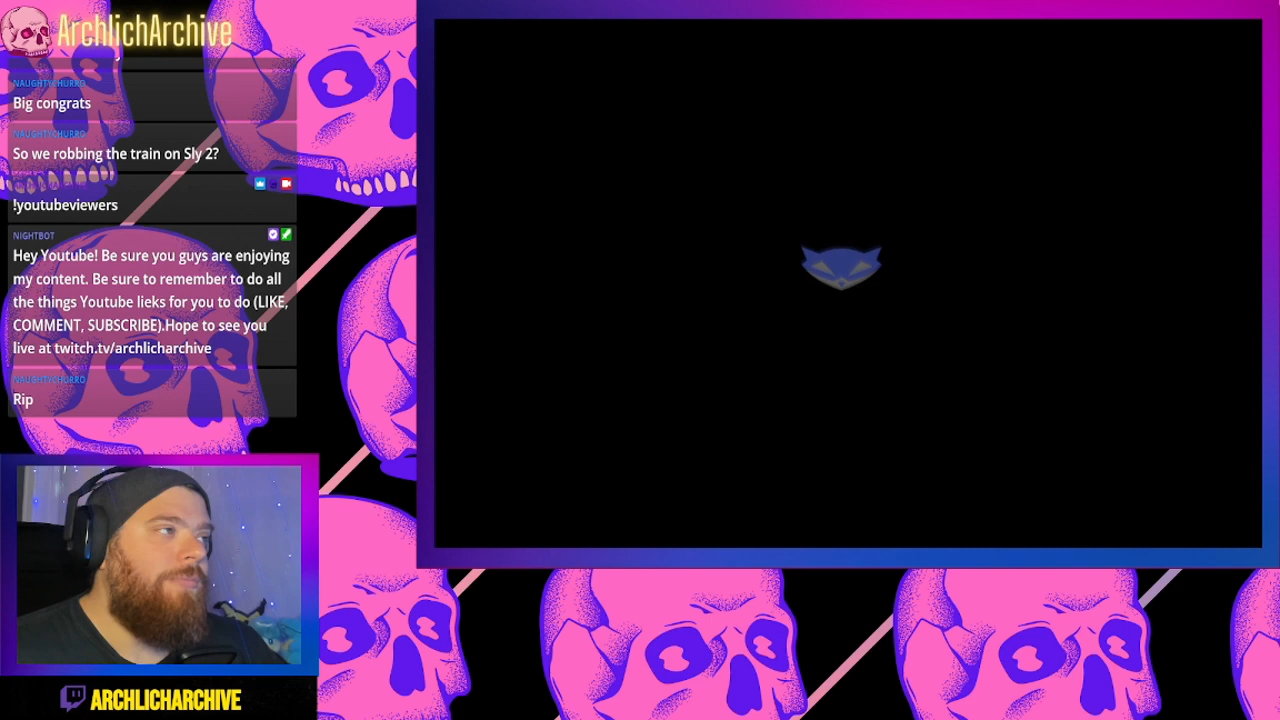 ArchlichArchive
NAUGHTYCHURRO
Big congrats
NAUGHTYCHURRO
So we robbing the train on Sly 2?
!youtubeviewers
NIGHTBOT
Hey Youtube! Be sure you guys are enjoying
my content. Be sure to remember to do all
the things Youtube lieks for you to do (LIKE,
COMMENT, SUBSCRIBE).Hope to see you
live at twitch.tv/archlicharchive
NAUGHTYCHURRO
Rip
ARCHLICHARCHIVE